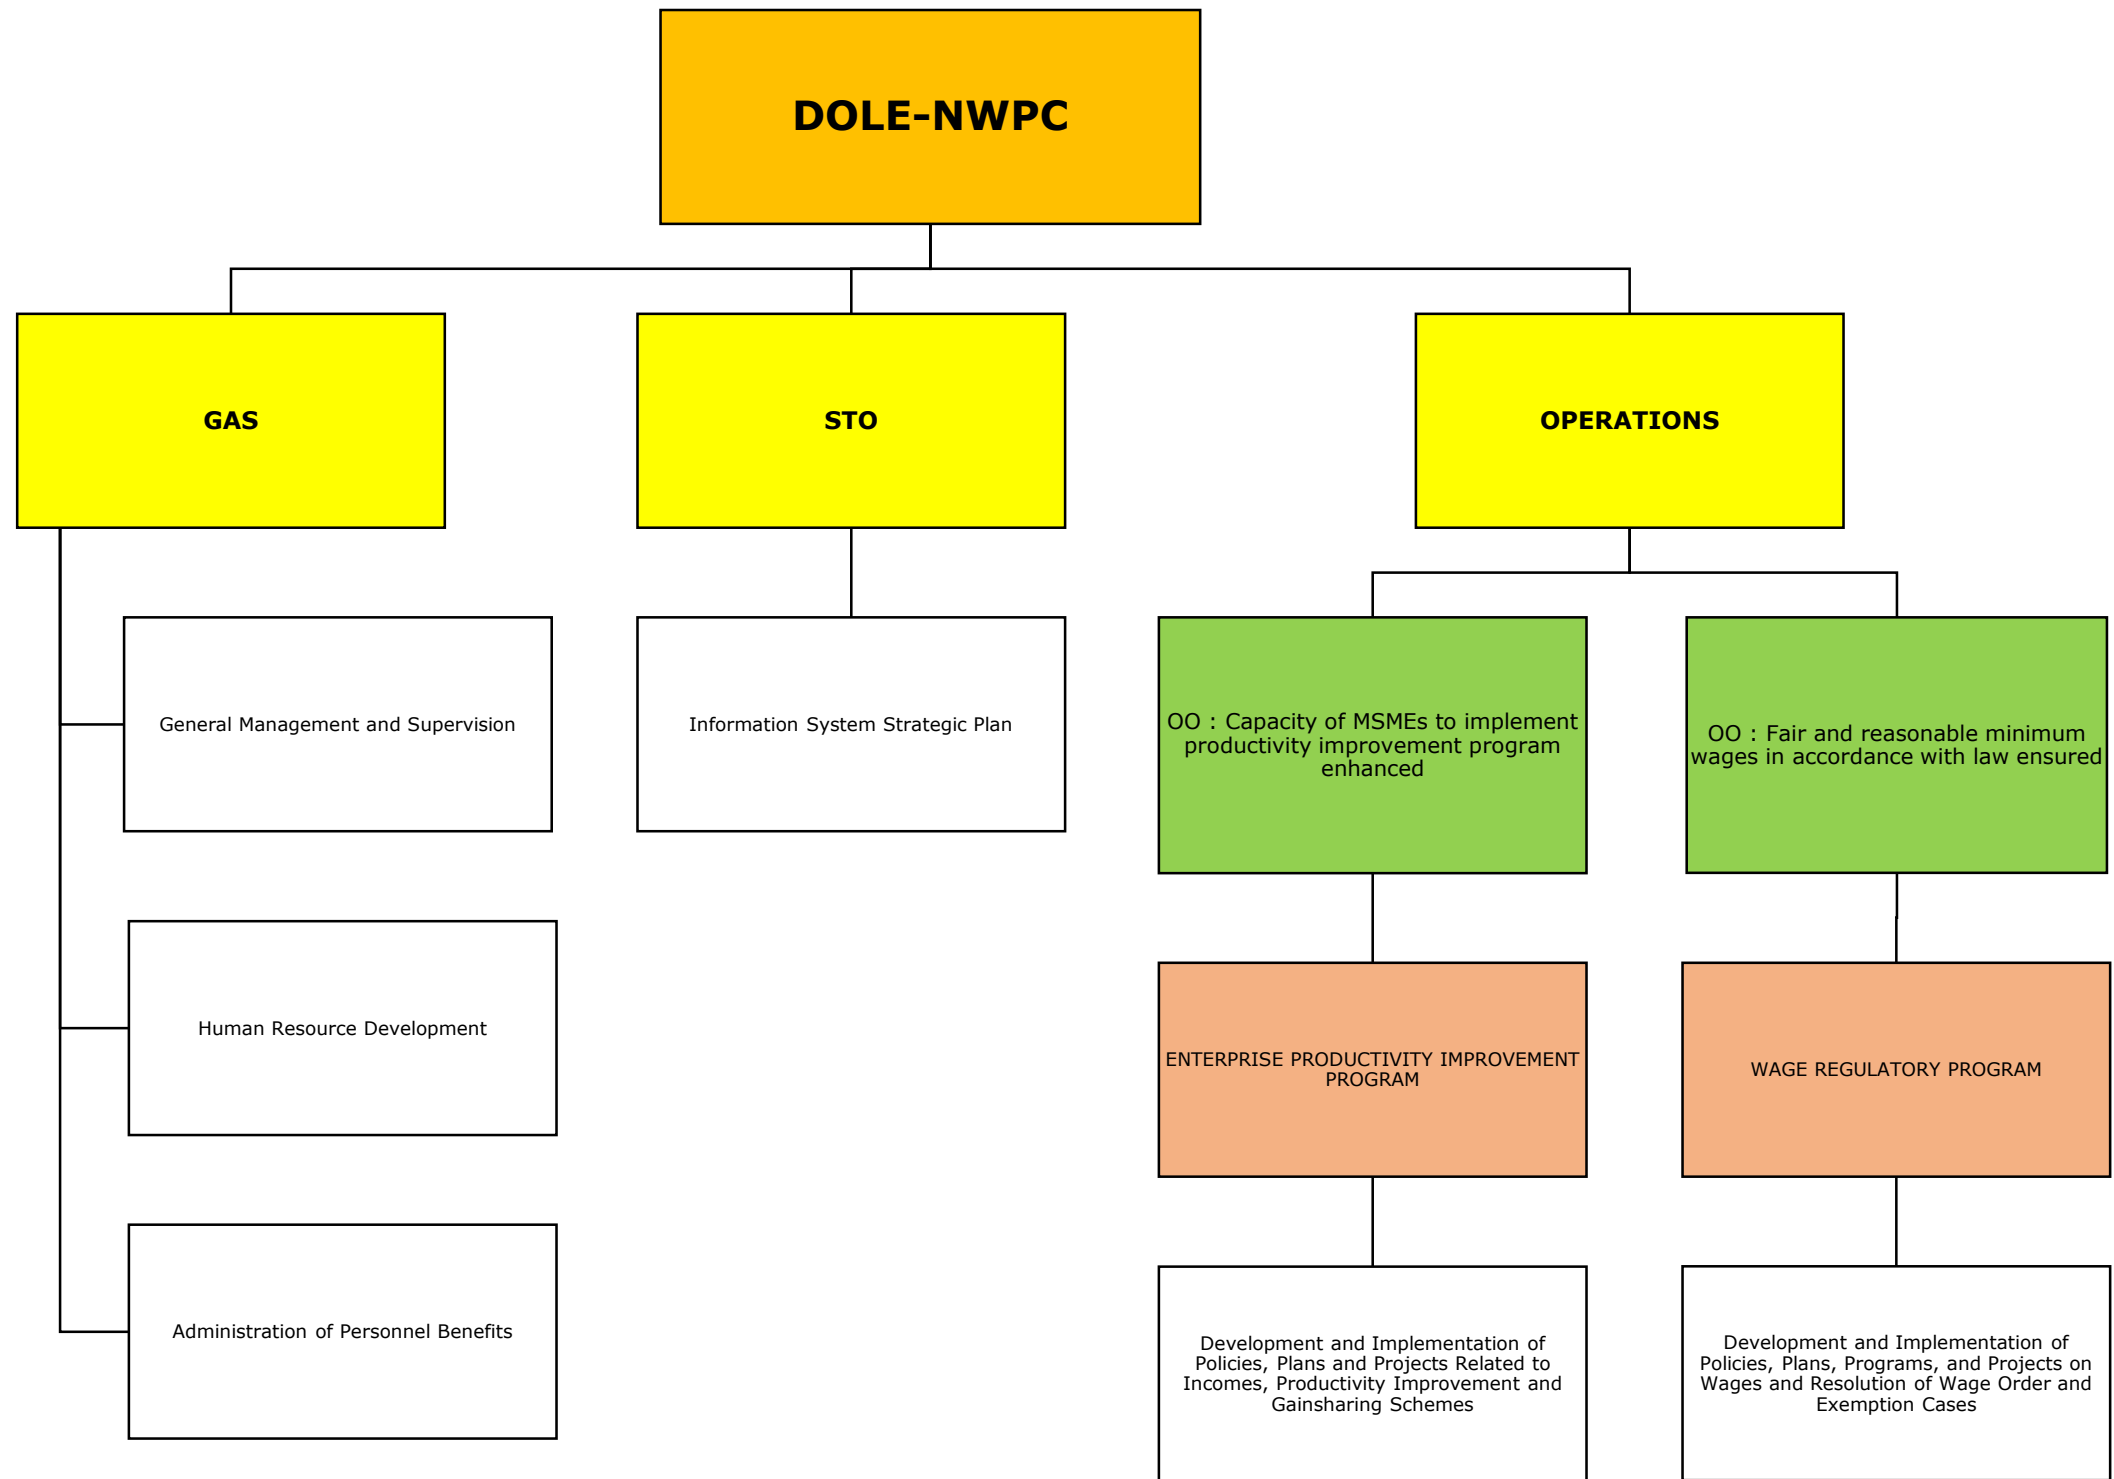 DOLE-NWPC
GAS
STO
OPERATIONS
General Management and Supervision
Information System Strategic Plan
OO : Capacity of MSMEs to implement
productivity improvement program
enhanced
OO : Fair and reasonable minimum
wages in accordance with law ensured
Human Resource Development
ENTERPRISE PRODUCTIVITY IMPROVEMENT
PROGRAM
WAGE REGULATORY PROGRAM
Administration of Personnel Benefits
Development and Implementation of
Policies, Plans and Projects Related to
Incomes, Productivity Improvement and
Gainsharing Schemes
Development and Implementation of
Policies, Plans, Programs, and Projects on
Wages and Resolution of Wage Order and
Exemption Cases